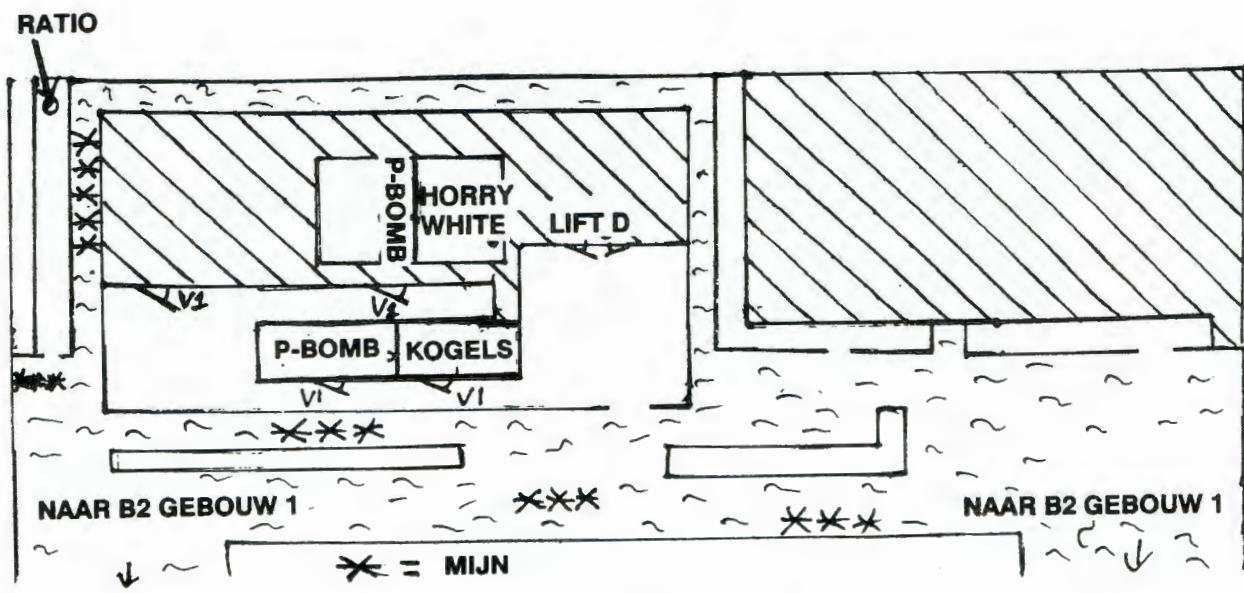 RATIO
P-BOMB
HORRY
WHITE
LIFT D
V1
P-BOMB
KOGELS
V1
V1
NAAR B2 GEBOUW 1
NAAR B2 GEBOUW 1
= MIJN